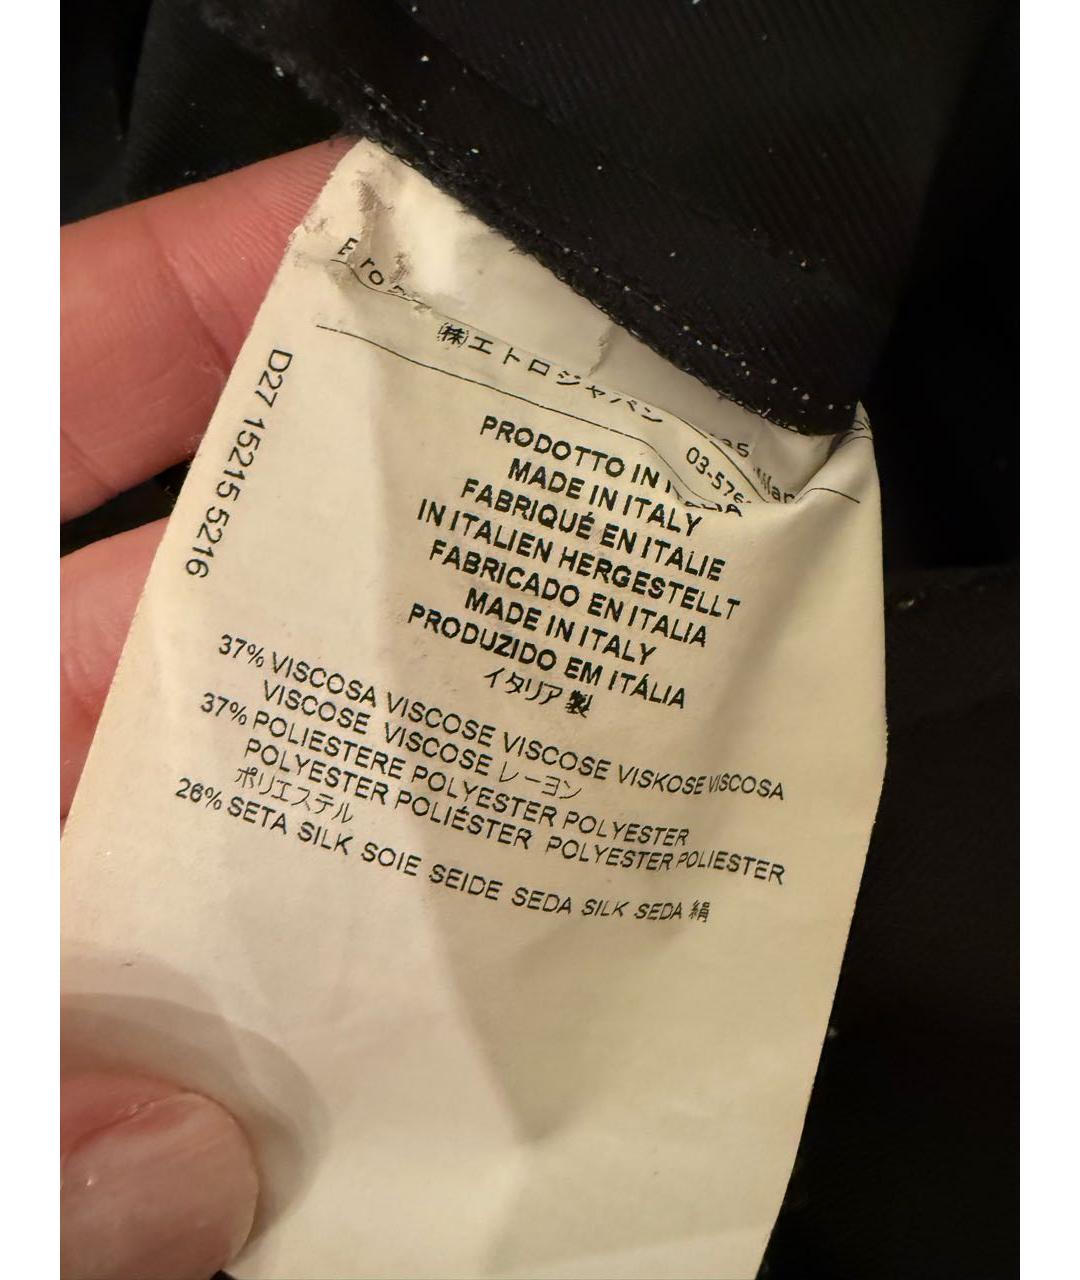 ㈱エトロジャパン
03-576
PRODOTTO IN ITALIA
MADE IN ITALY
FABRIQUÉ EN ITALIE
IN ITALIEN HERGESTELLT
FABRICADO EN ITALIA
MADE IN ITALY
PRODUZIDO EM ITÁLIA
イタリア製
37% VISCOSA VISCOSE VISCOSE VISKOSE VISCOSA
VISCOSE VISCOSE レーヨン
37% POLIESTERE POLYESTER POLYESTER
POLYESTER POLIÉSTER POLYESTER POLIESTER
ポリエステル
26% SETA SILK SOIE SEIDE SEDA SILK SEDA 絹
D27 15215 5216